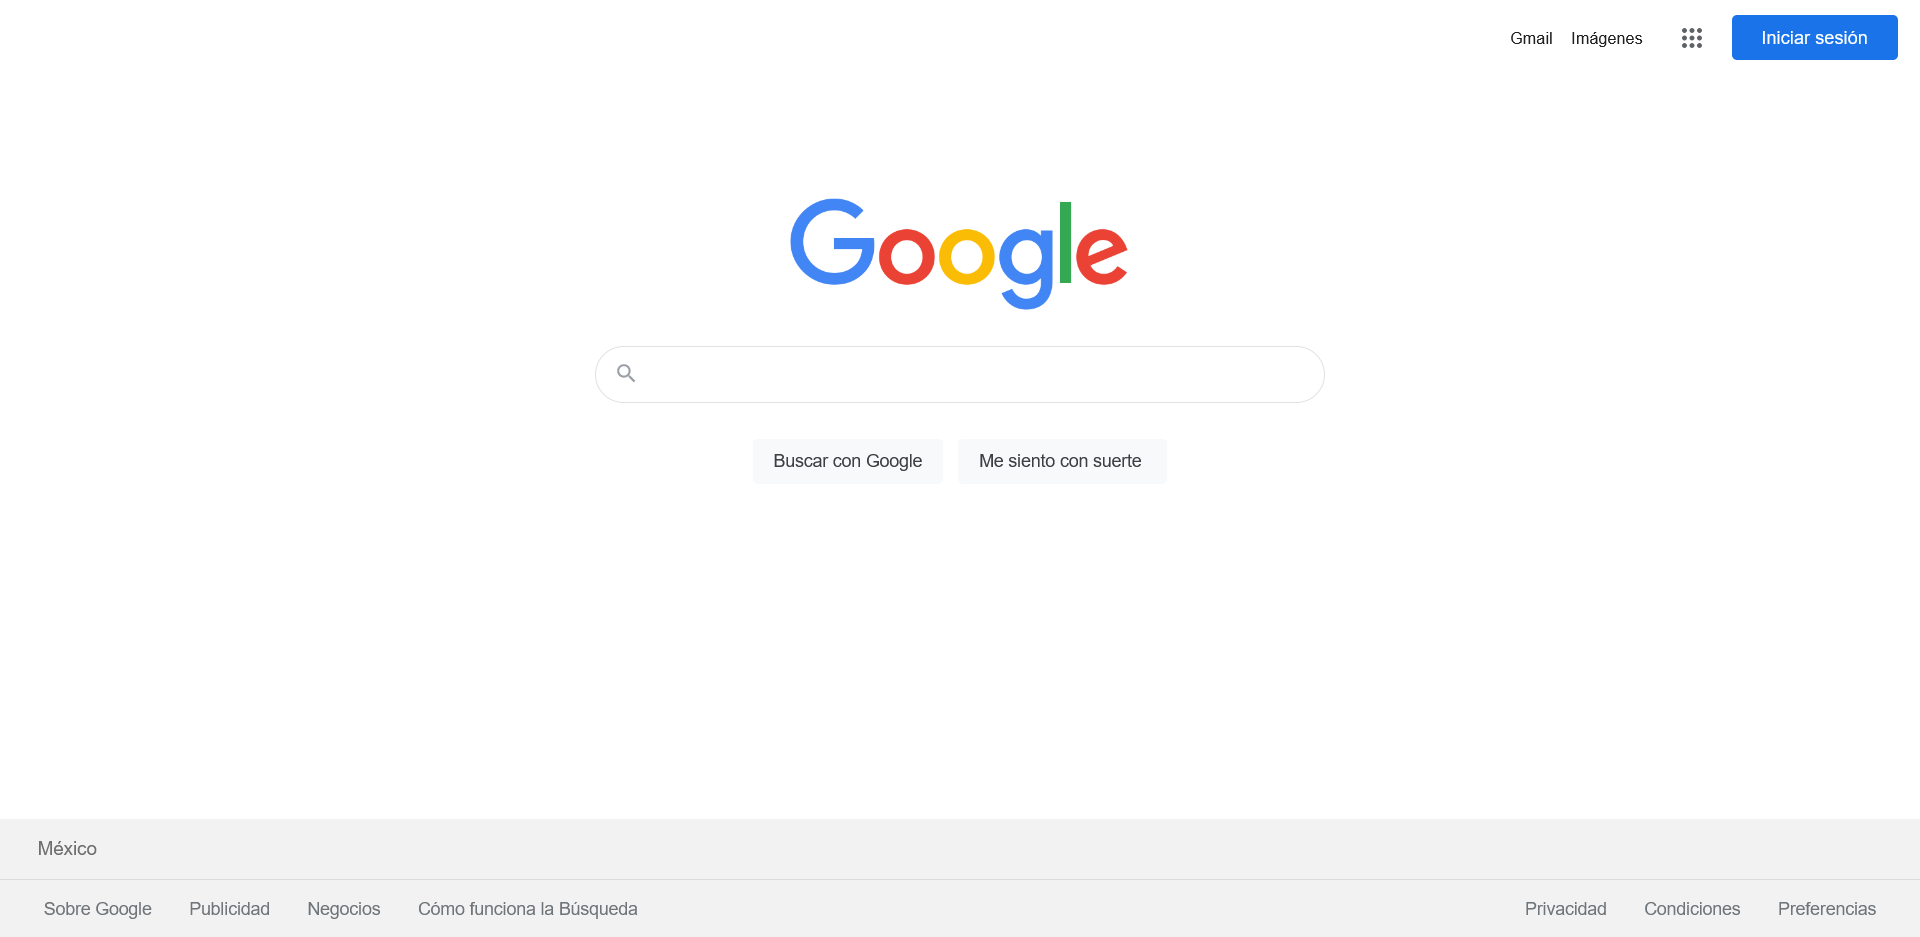 Gmail Imágenes Iniciar sesión
Google
Buscar con Google Me siento con suerte
México
Sobre Google Publicidad Negocios Cómo funciona la Búsqueda Privacidad Condiciones Preferencias